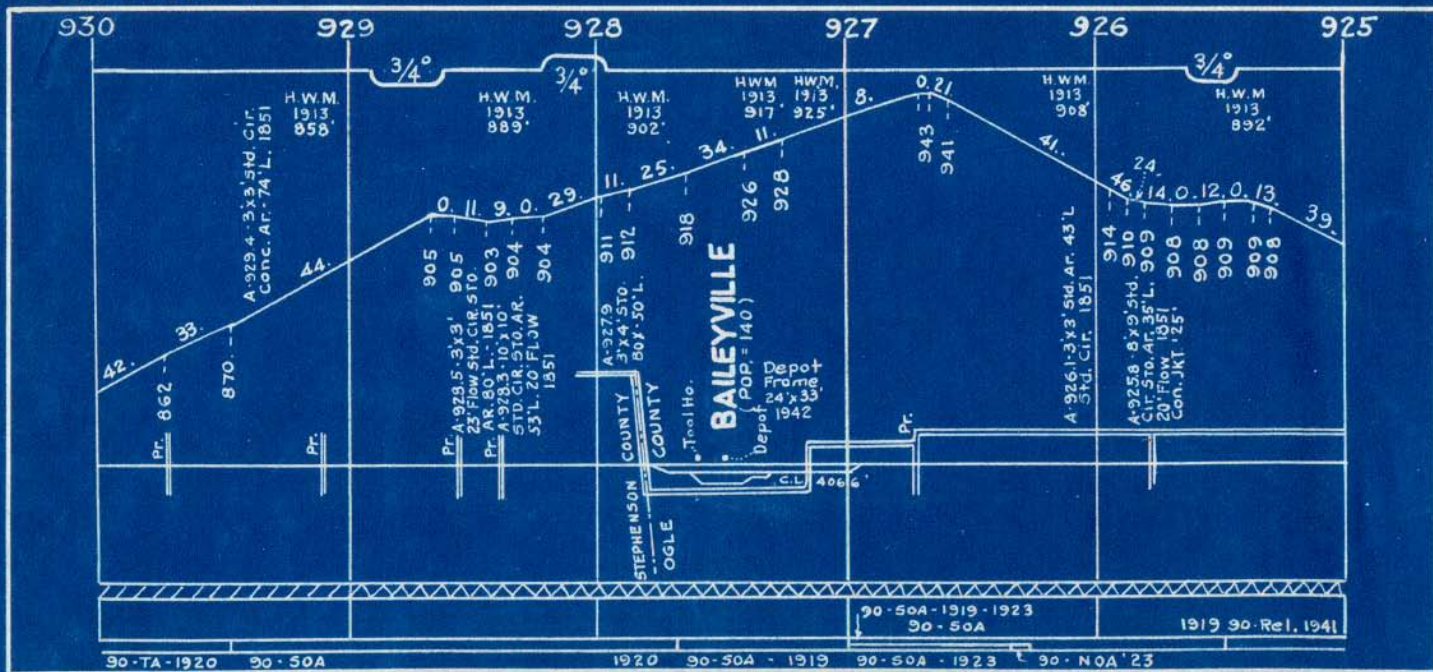 930 929 928 927 926 925
3/4°
3/4°
3/4°
H.W.M.
1913
858'
H.W.M.
1913
889'
H.W.M.
1913
902'
HWM
1913
917'
H.W.M.
1913
925'
H.W.M.
1913
908'
H.W.M
1913
892'
42. 33. 44. 0. 11. 9. 0. 29. 11. 25. 34. 11. 8. 0. 21. 41. 46. 24. 14. 0. 12. 0. 13. 39.
862 870 905 905 903 904 904 911 912 918 926 928 943 941 914 910 909 908 908 909 909 908
A-929.4-3'x3' Std. Cir.
Conc. Ar.-74' L. 1851
A-928.5-3'x3'
23' Flow Std. Cir. STO.
AR. 80' L.-1851
A-928.3-10'x10'
STD. CIR. STO. AR.
53' L. 20' FLOW
1851
A-927.9
3'x4' STO.
BOX-50' L.
A-926.1-3'x3' Std. Ar. 43' L
Std. Cir. 1851
A-925.8-8'x9' Std.
Cir. Sto. Ar. 35' L.
20' Flow 1851
Con. JKT '25'
BAILEYVILLE
(POP. = 140)
Depot
Frame
24'x33'
1942
Tool Ho.
Depot
Pr.
Pr.
Pr.
Pr.
Pr.
STEPHENSON COUNTY
OGLE COUNTY
C.L. 4066'
90-SOA-1919-1923
90-SOA
1919 90-Rel. 1941
90-TA-1920 90-SOA 1920 90-SOA-1919 90-SOA-1923 90-NOA'23